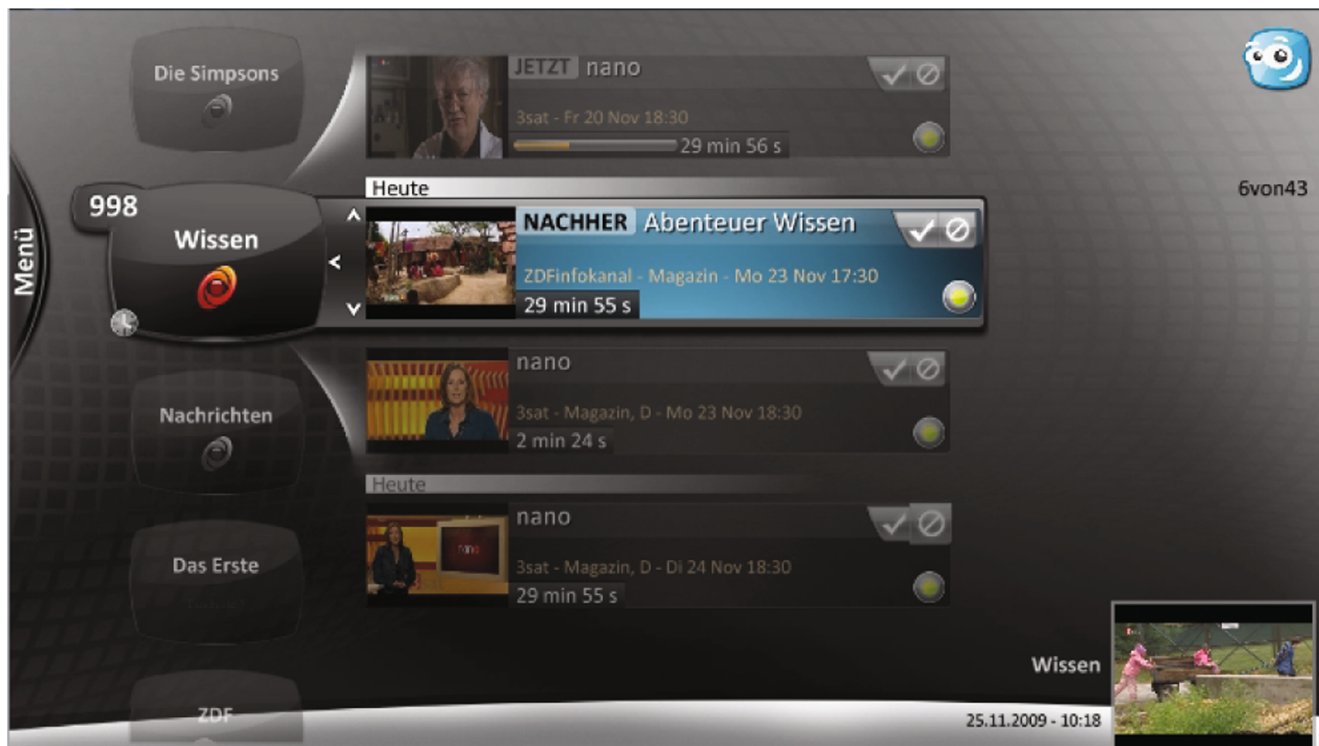 Die Simpsons
JETZT nano
3sat - Fr 20 Nov 18:30
29 min 56 s
Heute
6von43
998
Wissen
Menü
NACHHER Abenteuer Wissen
ZDFinfokanal - Magazin - Mo 23 Nov 17:30
29 min 55 s
nano
3sat - Magazin, D - Mo 23 Nov 18:30
2 min 24 s
Nachrichten
Heute
nano
3sat - Magazin, D - Di 24 Nov 18:30
29 min 55 s
Das Erste
nano
Wissen
ZDF
25.11.2009 - 10:18